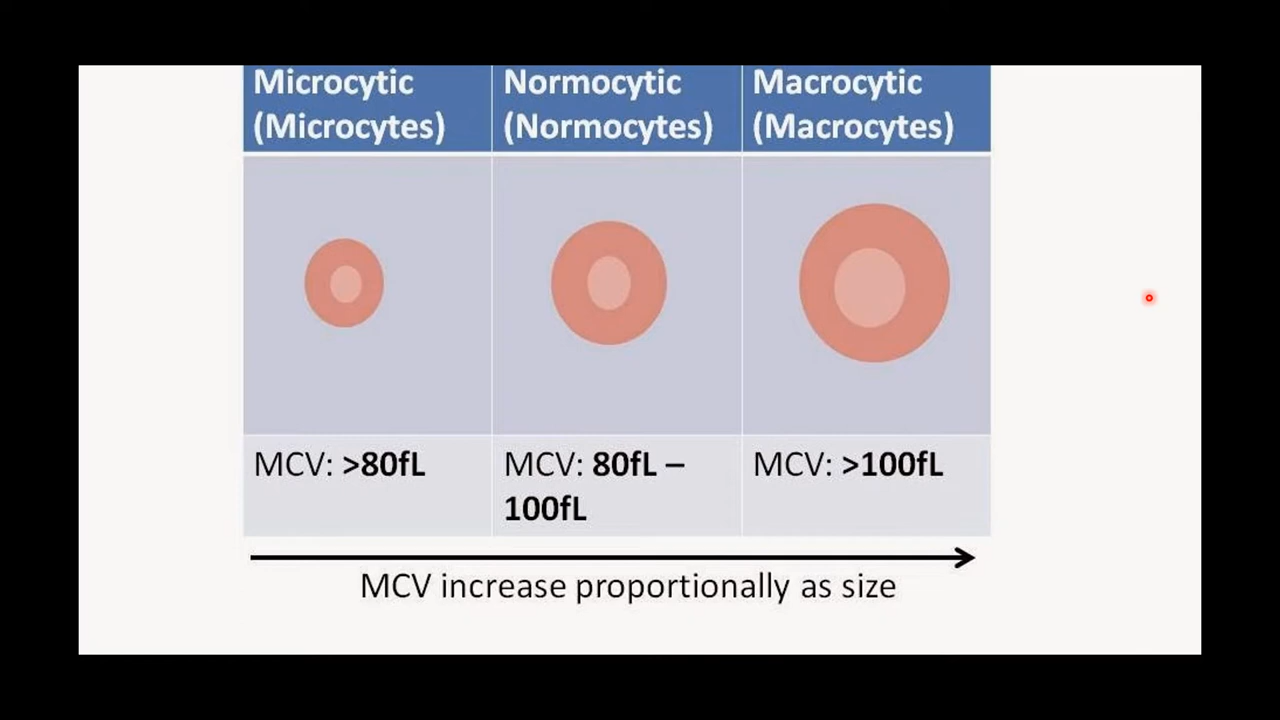 Microcytic
(Microcytes)
Normocytic
(Normocytes)
Macrocytic
(Macrocytes)
MCV: >80fL
MCV: 80fL –
100fL
MCV: >100fL
MCV increase proportionally as size